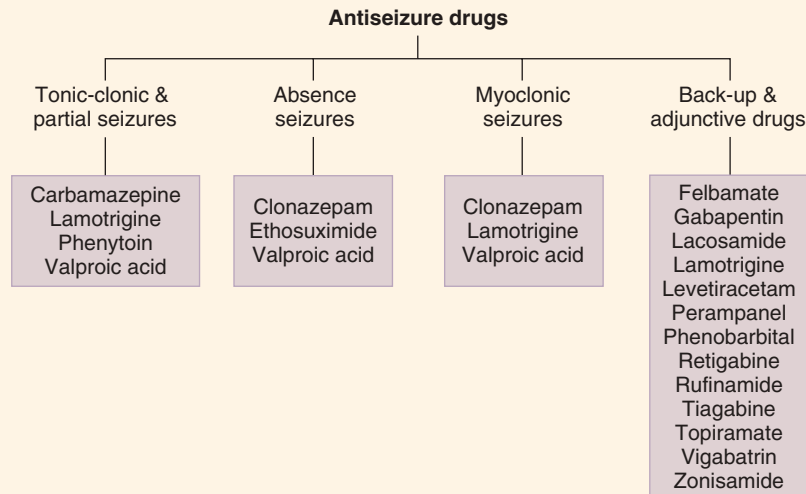 Antiseizure drugs
Tonic-clonic &
partial seizures
Carbamazepine
Lamotrigine
Phenytoin
Valproic acid
Absence
seizures
Clonazepam
Ethosuximide
Valproic acid
Myoclonic
seizures
Clonazepam
Lamotrigine
Valproic acid
Back-up &
adjunctive drugs
Felbamate
Gabapentin
Lacosamide
Lamotrigine
Levetiracetam
Perampanel
Phenobarbital
Retigabine
Rufinamide
Tiagabine
Topiramate
Vigabatrin
Zonisamide